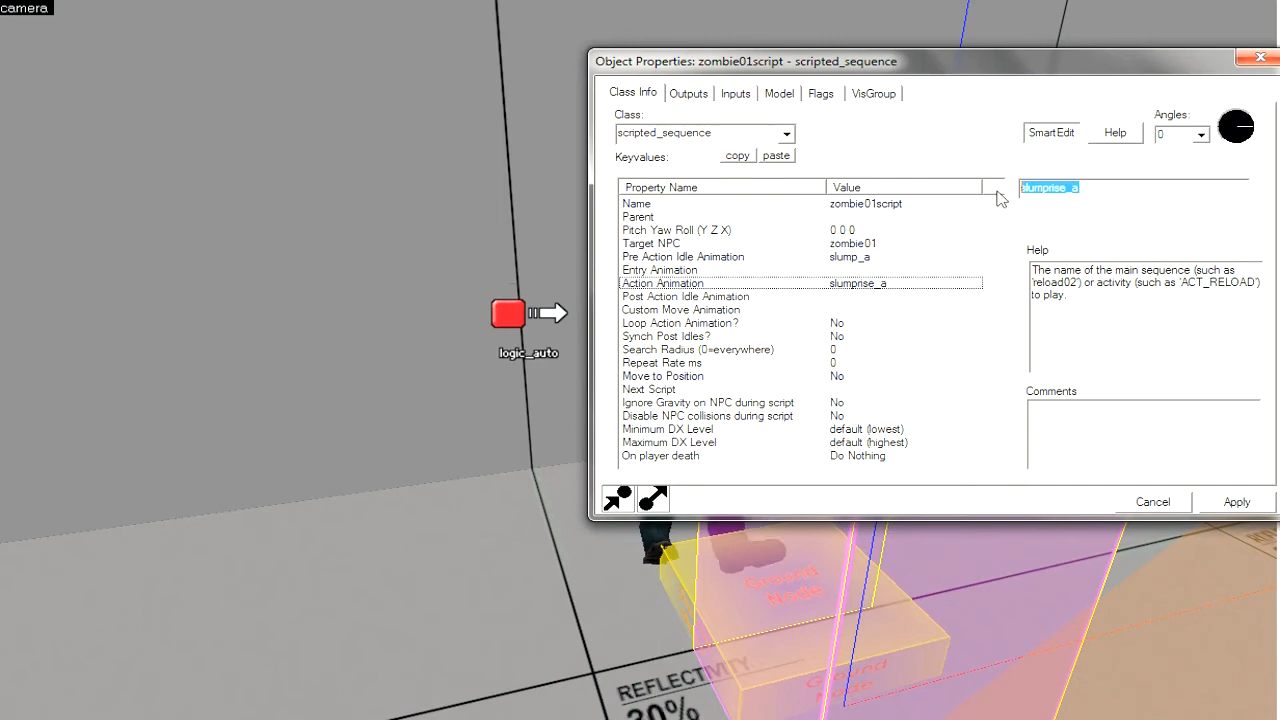 camera
Object Properties: zombie01script - scripted_sequence
Class Info Outputs Inputs Model Flags VisGroup
Class:
scripted_sequence
Keyvalues: copy paste
SmartEdit Help
Angles:
0
Property Name Value
slumprise_a
Name zombie01script
Parent
Pitch Yaw Roll (Y Z X) 0 0 0
Target NPC zombie01
Pre Action Idle Animation slump_a
Entry Animation
Action Animation slumprise_a
Post Action Idle Animation
Custom Move Animation
Loop Action Animation? No
Synch Post Idles? No
Search Radius (0=everywhere) 0
Repeat Rate ms 0
Move to Position No
Next Script
Ignore Gravity on NPC during script No
Disable NPC collisions during script No
Minimum DX Level default (lowest)
Maximum DX Level default (highest)
On player death Do Nothing
Help
The name of the main sequence (such as
'reload02') or activity (such as 'ACT_RELOAD')
to play.
Comments
Cancel Apply
logic_auto
Ground
Node
Ground
Node
REFLECTIVITY
30%